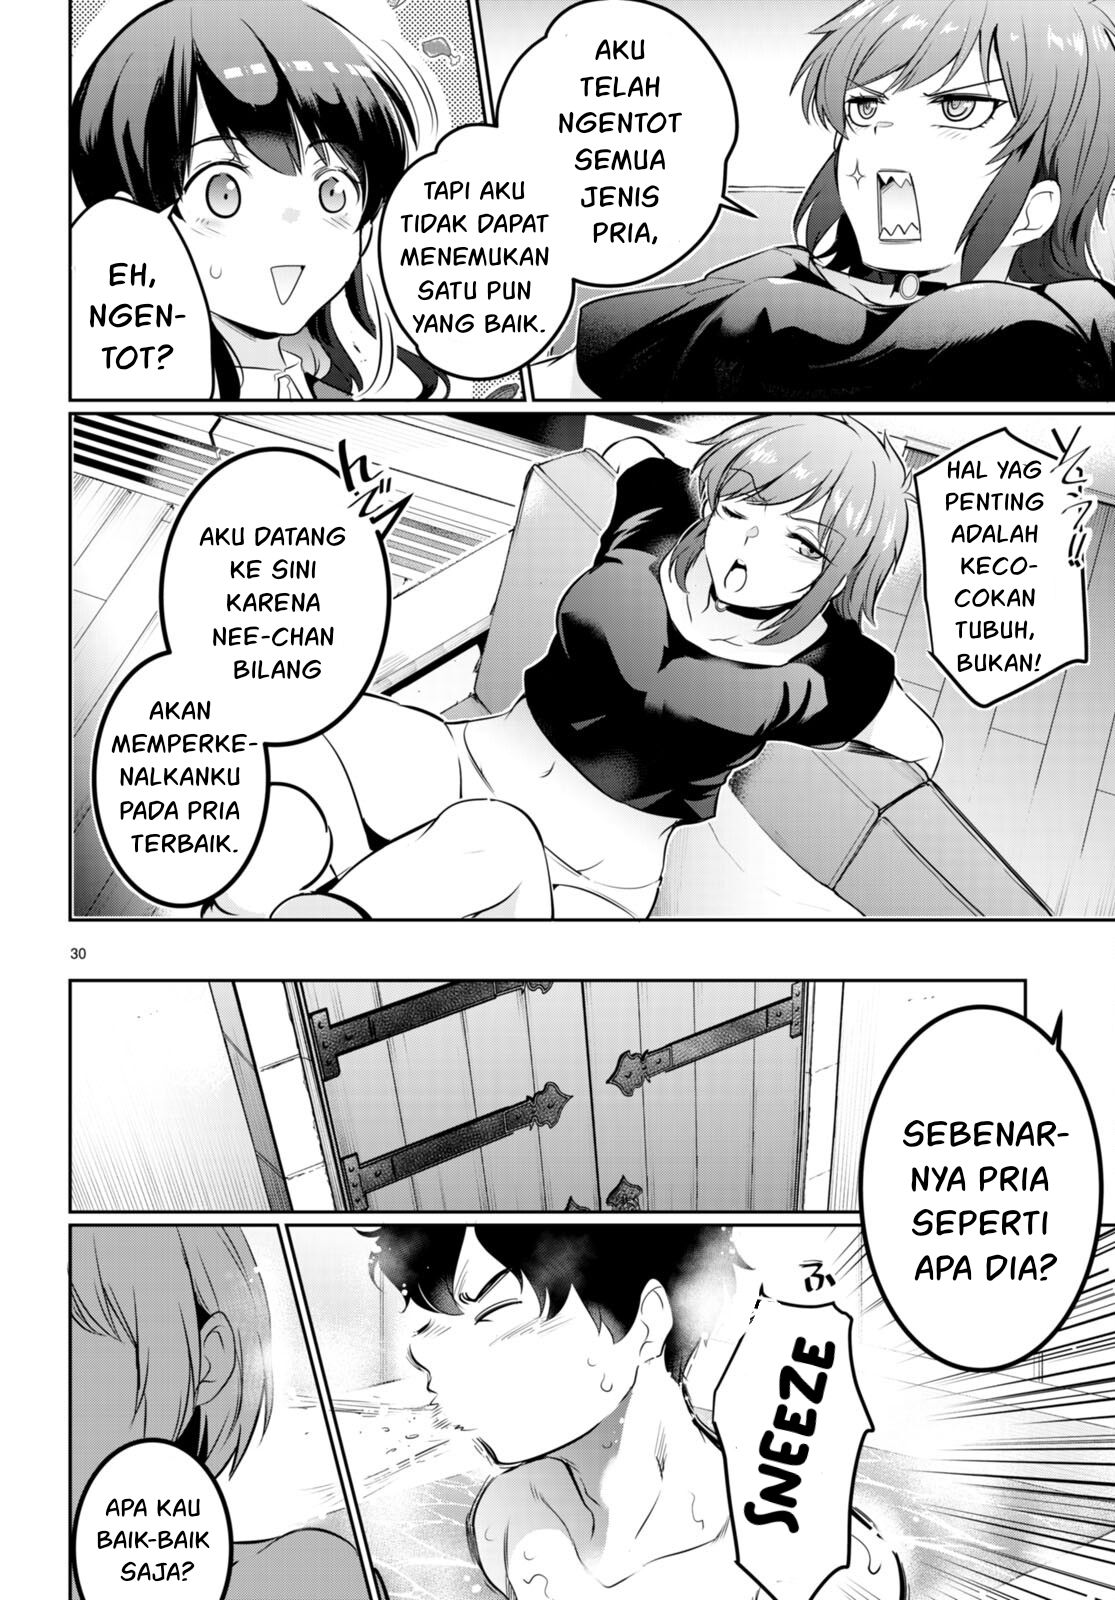 AKU
TELAH
NGENTOT
SEMUA
JENIS
PRIA,
TAPI AKU
TIDAK DAPAT
MENEMUKAN
SATU PUN
YANG BAIK.
EH,
NGEN-
TOT?
HAL YAG
PENTING
ADALAH
KECO-
COKAN
TUBUH,
BUKAN!
AKU DATANG
KE SINI
KARENA
NEE-CHAN
BILANG
AKAN
MEMPERKE-
NALKANKU
PADA PRIA
TERBAIK.
30
SEBENAR-
NYA PRIA
SEPERTI
APA DIA?
SNEEZE
APA KAU
BAIK-BAIK
SAJA?